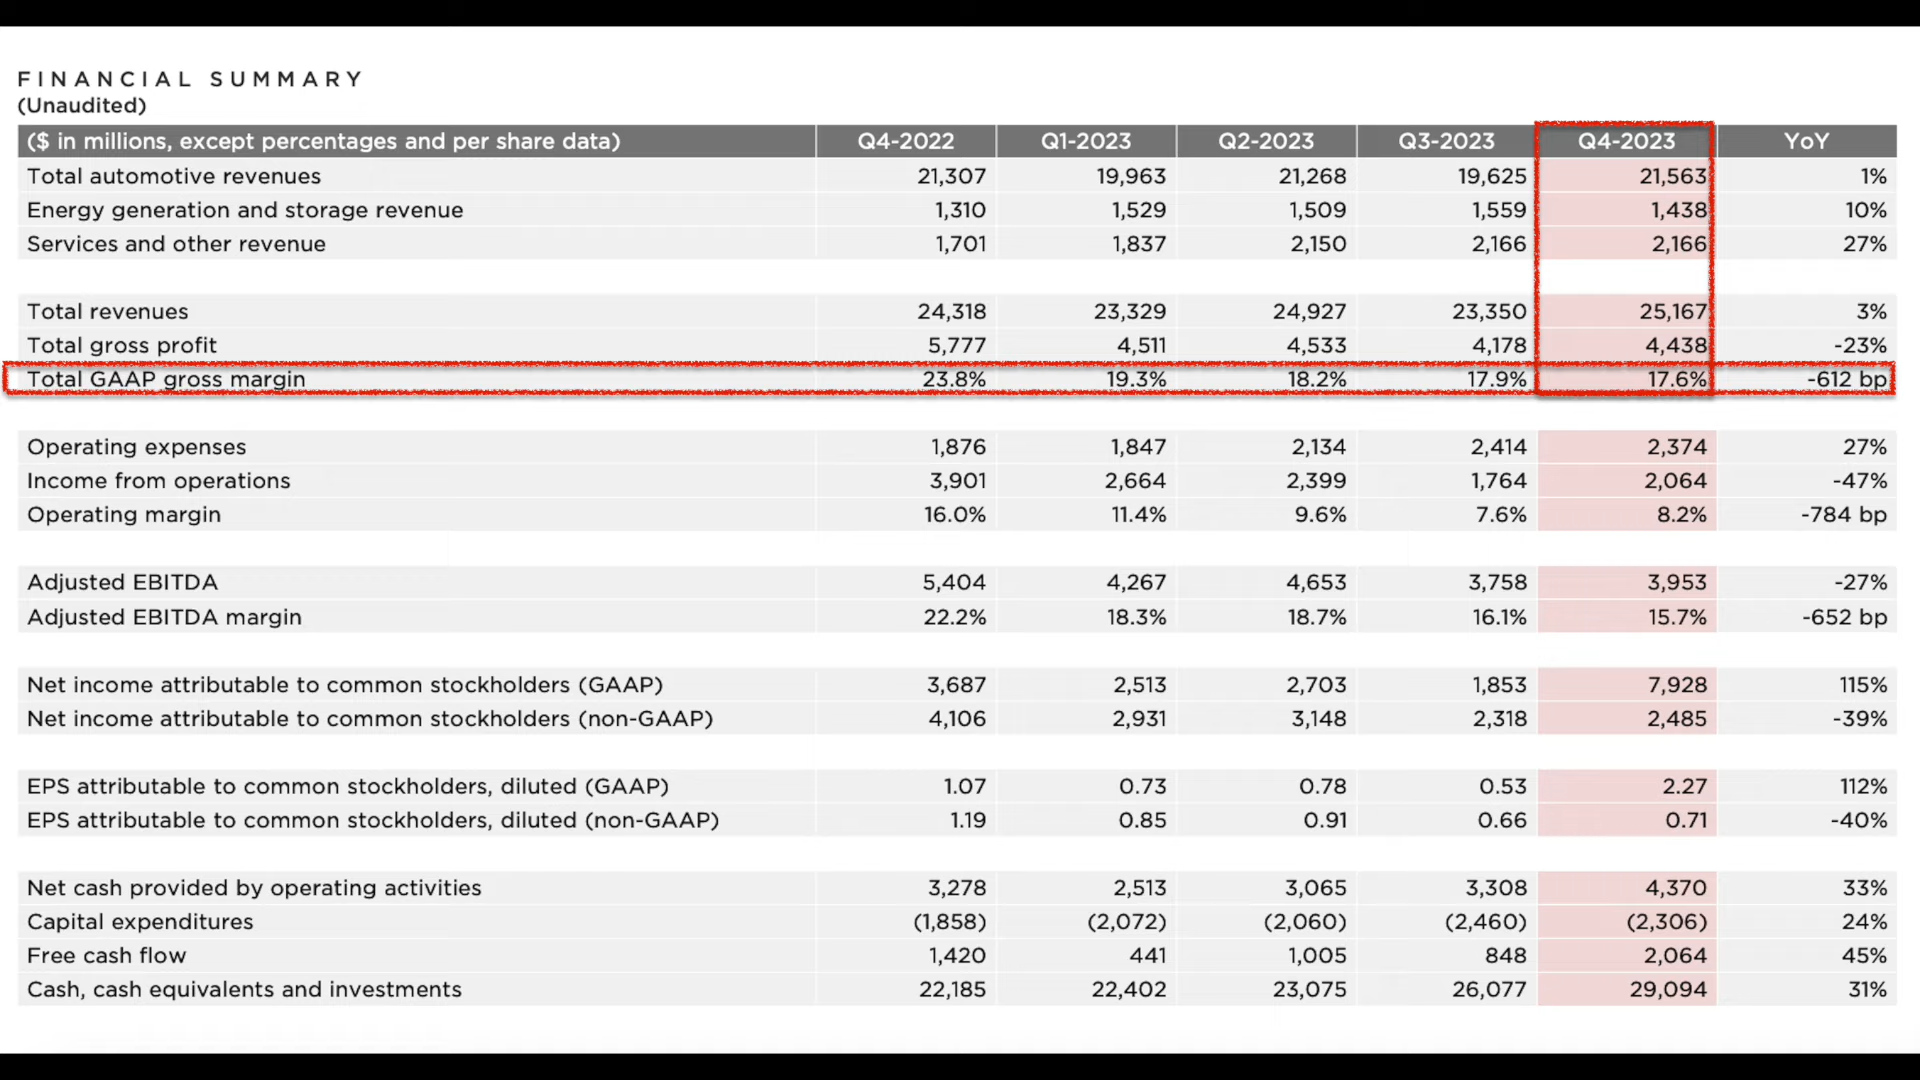 FINANCIAL SUMMARY
(Unaudited)
($ in millions, except percentages and per share data) Q4-2022 Q1-2023 Q2-2023 Q3-2023 Q4-2023 YoY
Total automotive revenues 21,307 19,963 21,268 19,625 21,563 1%
Energy generation and storage revenue 1,310 1,529 1,509 1,559 1,438 10%
Services and other revenue 1,701 1,837 2,150 2,166 2,166 27%
Total revenues 24,318 23,329 24,927 23,350 25,167 3%
Total gross profit 5,777 4,511 4,533 4,178 4,438 -23%
Total GAAP gross margin 23.8% 19.3% 18.2% 17.9% 17.6% -612 bp
Operating expenses 1,876 1,847 2,134 2,414 2,374 27%
Income from operations 3,901 2,664 2,399 1,764 2,064 -47%
Operating margin 16.0% 11.4% 9.6% 7.6% 8.2% -784 bp
Adjusted EBITDA 5,404 4,267 4,653 3,758 3,953 -27%
Adjusted EBITDA margin 22.2% 18.3% 18.7% 16.1% 15.7% -652 bp
Net income attributable to common stockholders (GAAP) 3,687 2,513 2,703 1,853 7,928 115%
Net income attributable to common stockholders (non-GAAP) 4,106 2,931 3,148 2,318 2,485 -39%
EPS attributable to common stockholders, diluted (GAAP) 1.07 0.73 0.78 0.53 2.27 112%
EPS attributable to common stockholders, diluted (non-GAAP) 1.19 0.85 0.91 0.66 0.71 -40%
Net cash provided by operating activities 3,278 2,513 3,065 3,308 4,370 33%
Capital expenditures (1,858) (2,072) (2,060) (2,460) (2,306) 24%
Free cash flow 1,420 441 1,005 848 2,064 45%
Cash, cash equivalents and investments 22,185 22,402 23,075 26,077 29,094 31%